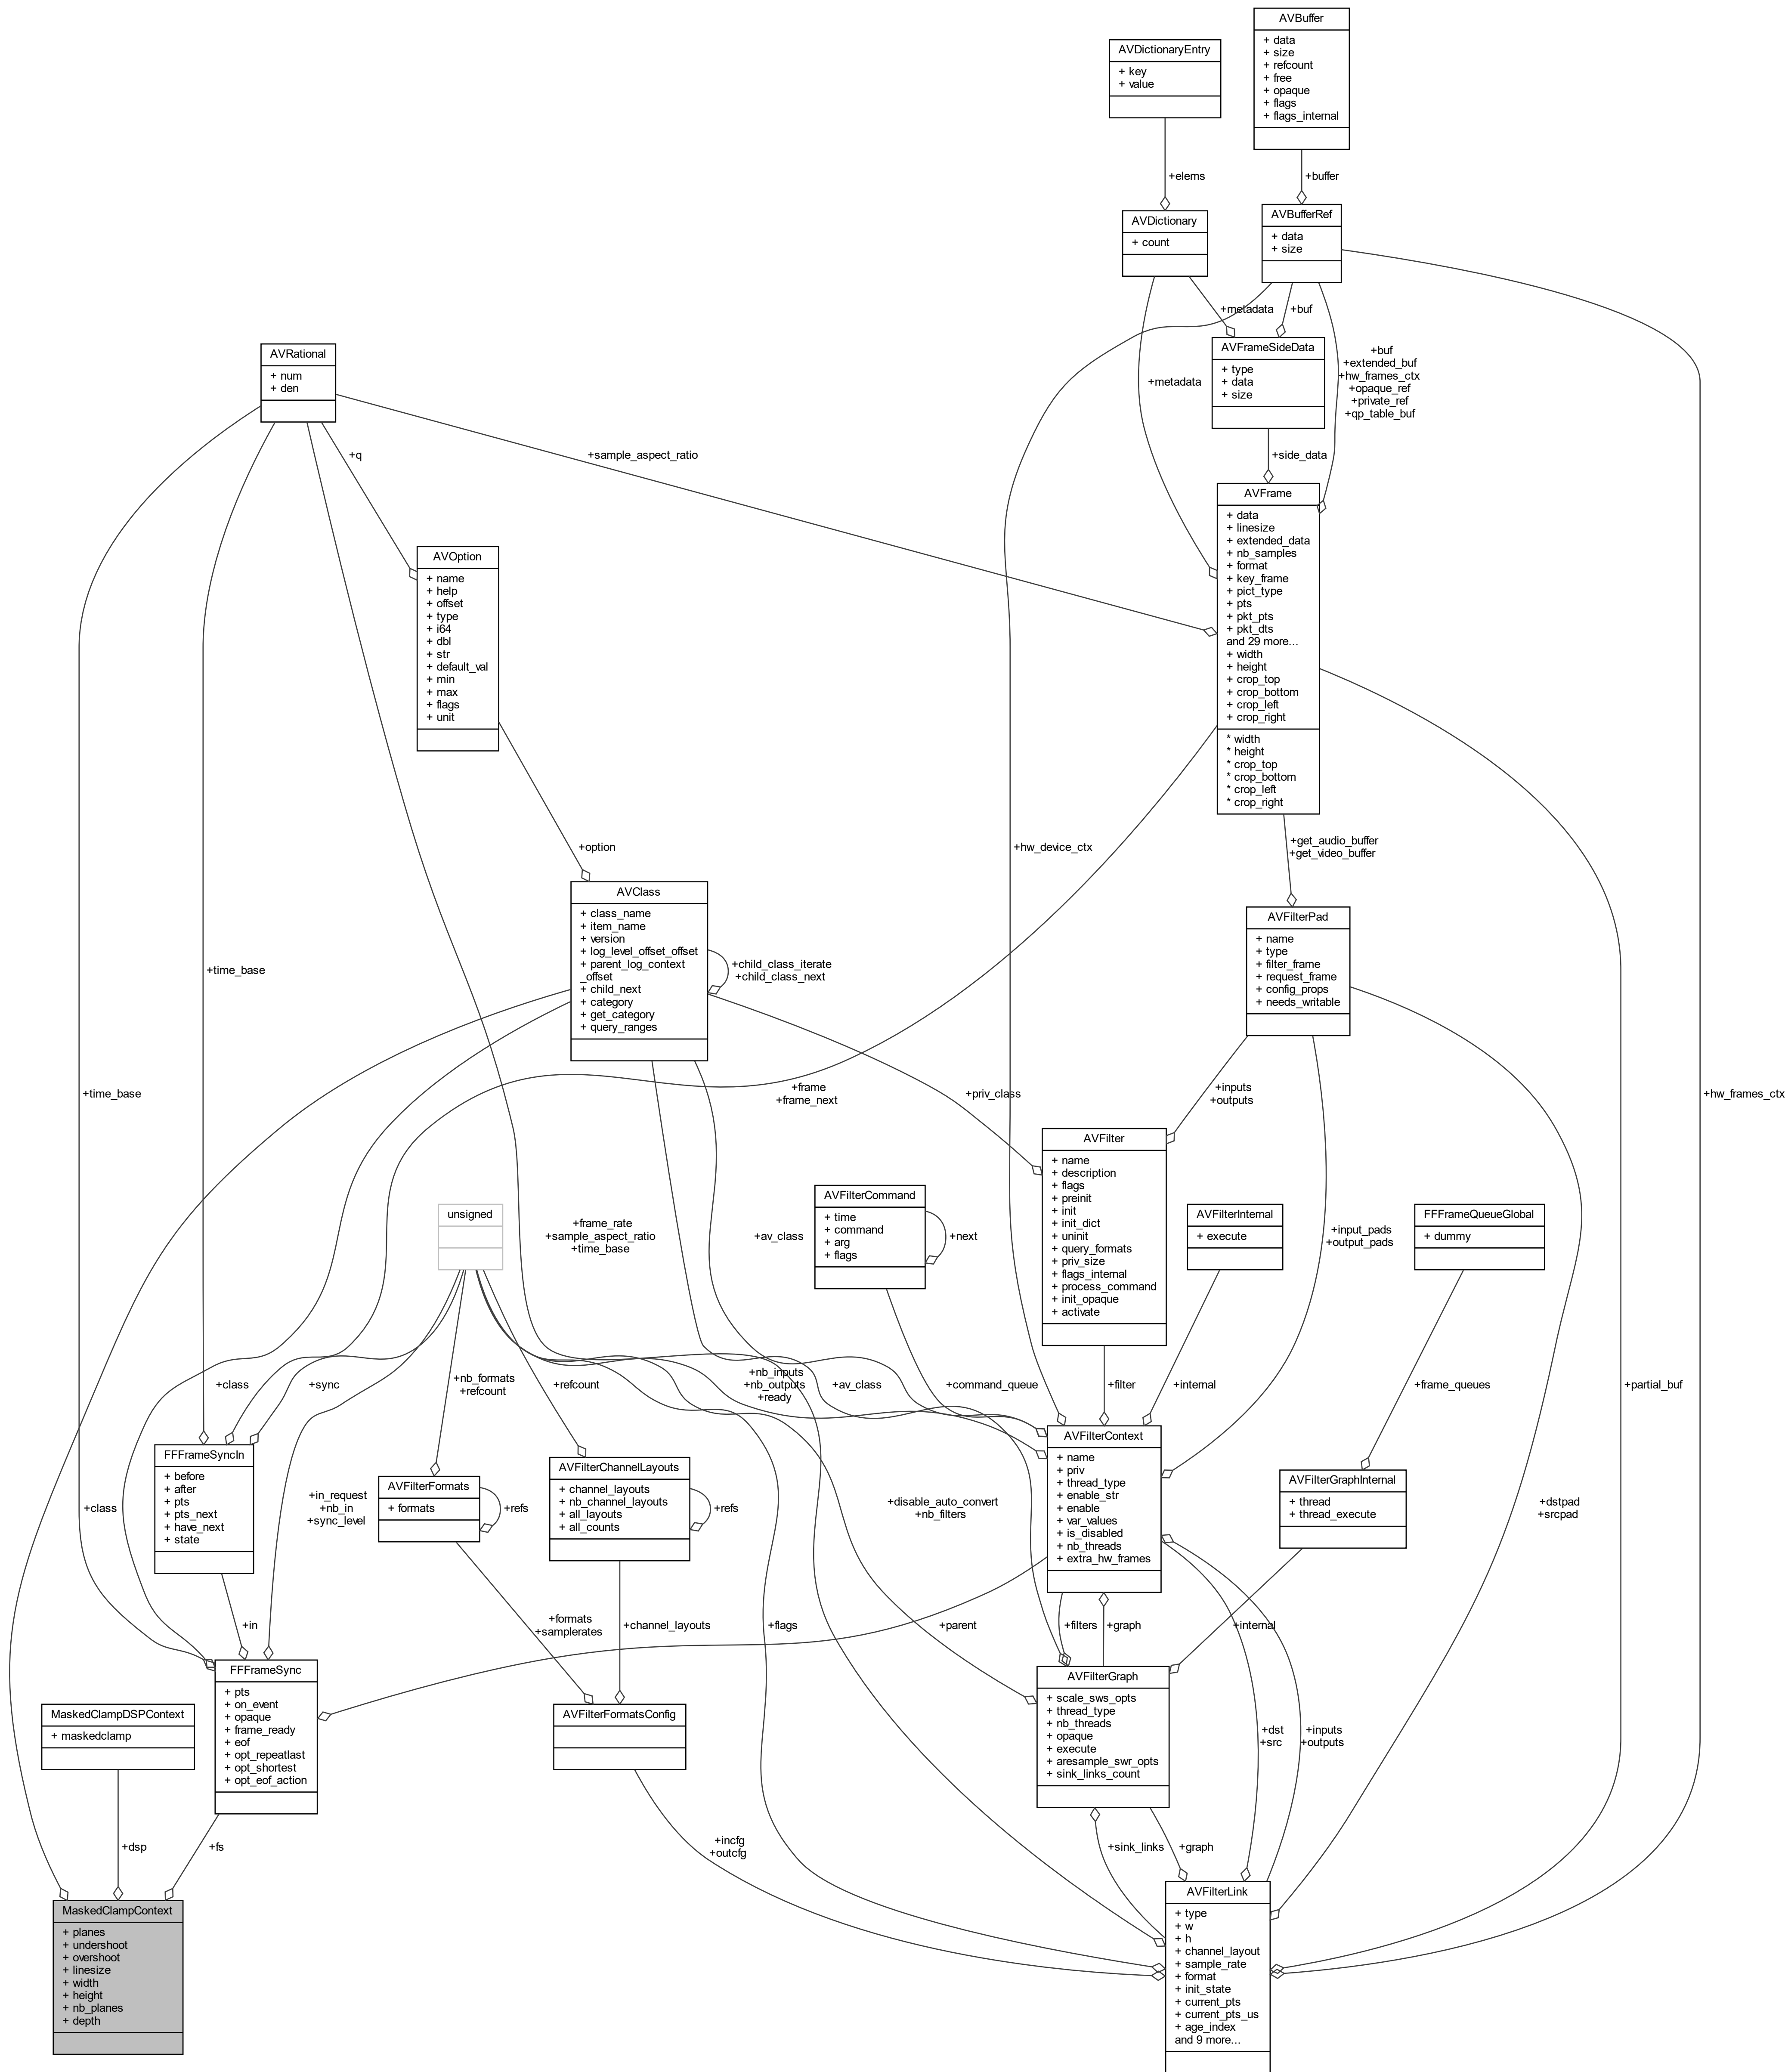 AVBuffer
+ data
+ size
+ refcount
+ free
+ opaque
+ flags
+ flags_internal
AVDictionaryEntry
+ key
+ value
+elems
+buffer
AVDictionary
+ count
AVBufferRef
+ data
+ size
+metadata
+buf
AVFrameSideData
+ type
+ data
+ size
+buf
+extended_buf
+hw_frames_ctx
+opaque_ref
+private_ref
+qp_table_buf
+metadata
AVRational
+ num
+ den
+q
+sample_aspect_ratio
+side_data
AVFrame
+ data
+ linesize
+ extended_data
+ nb_samples
+ format
+ key_frame
+ pict_type
+ pts
+ pkt_pts
+ pkt_dts
and 29 more...
+ width
+ height
+ crop_top
+ crop_bottom
+ crop_left
+ crop_right
* width
* height
* crop_top
* crop_bottom
* crop_left
* crop_right
AVOption
+ name
+ help
+ offset
+ type
+ i64
+ dbl
+ str
+ default_val
+ min
+ max
+ flags
+ unit
+option
+hw_device_ctx
+get_audio_buffer
+get_video_buffer
AVClass
+ class_name
+ item_name
+ version
+ log_level_offset_offset
+ parent_log_context
_offset
+ child_next
+ category
+ get_category
+ query_ranges
+child_class_iterate
+child_class_next
AVFilterPad
+ name
+ type
+ filter_frame
+ request_frame
+ config_props
+ needs_writable
+time_base
+time_base
+frame
+frame_next
+priv_class
+inputs
+outputs
+hw_frames_ctx
AVFilter
+ name
+ description
+ flags
+ preinit
+ init
+ init_dict
+ uninit
+ query_formats
+ priv_size
+ flags_internal
+ process_command
+ init_opaque
+ activate
AVFilterCommand
+ time
+ command
+ arg
+ flags
+next
unsigned
+frame_rate
+sample_aspect_ratio
+time_base
+av_class
+input_pads
+output_pads
AVFilterInternal
+ execute
FFFrameQueueGlobal
+ dummy
+class
+sync
+nb_formats
+refcount
+refcount
+nb_inputs
+nb_outputs
+ready
+av_class
+command_queue
+filter
+internal
+frame_queues
+partial_buf
FFFrameSyncIn
+ before
+ after
+ pts
+ pts_next
+ have_next
+ state
+class
+in_request
+nb_in
+sync_level
AVFilterFormats
+ formats
+refs
AVFilterChannelLayouts
+ channel_layouts
+ nb_channel_layouts
+ all_layouts
+ all_counts
+refs
+disable_auto_convert
+nb_filters
AVFilterContext
+ name
+ priv
+ thread_type
+ enable_str
+ enable
+ var_values
+ is_disabled
+ nb_threads
+ extra_hw_frames
AVFilterGraphInternal
+ thread
+ thread_execute
+dstpad
+srcpad
+in
+formats
+samplerates
+channel_layouts
+flags
+parent
+filters
+graph
+internal
FFFrameSync
+ pts
+ on_event
+ opaque
+ frame_ready
+ eof
+ opt_repeatlast
+ opt_shortest
+ opt_eof_action
MaskedClampDSPContext
+ maskedclamp
AVFilterFormatsConfig
AVFilterGraph
+ scale_sws_opts
+ thread_type
+ nb_threads
+ opaque
+ execute
+ aresample_swr_opts
+ sink_links_count
+dst
+src
+inputs
+outputs
+dsp
+fs
+incfg
+outcfg
+sink_links
+graph
MaskedClampContext
+ planes
+ undershoot
+ overshoot
+ linesize
+ width
+ height
+ nb_planes
+ depth
AVFilterLink
+ type
+ w
+ h
+ channel_layout
+ sample_rate
+ format
+ init_state
+ current_pts
+ current_pts_us
+ age_index
and 9 more...